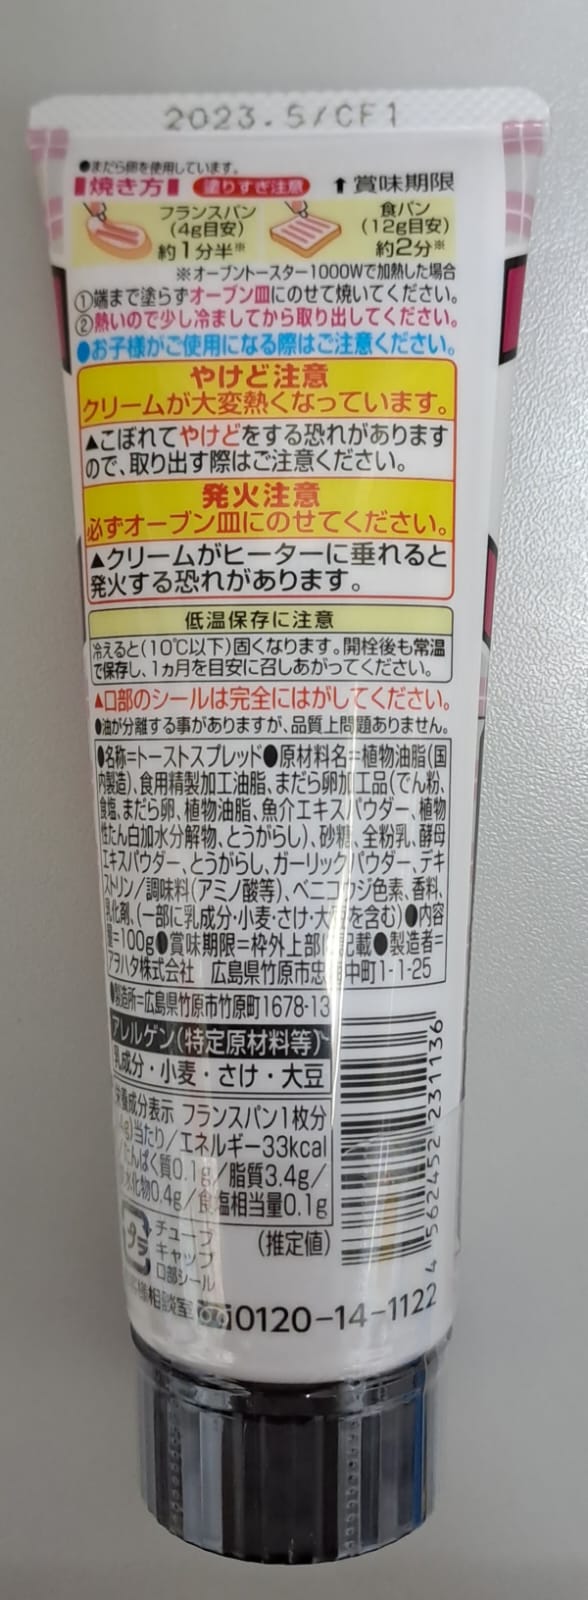 2023.5/CF1
●まだら卵を使用しています。
焼き方 塗りすぎ注意 ↑賞味期限
フランスパン
(4g目安)
約1分半※
食パン
(12g目安)
約2分※
※オーブントースター1000Wで加熱した場合
①端まで塗らずオーブン皿にのせて焼いてください。
②熱いので少し冷ましてから取り出してください。
●お子様がご使用になる際はご注意ください。
やけど注意
クリームが大変熱くなっています。
▲こぼれてやけどをする恐れがあります
ので、取り出す際はご注意ください。
発火注意
必ずオーブン皿にのせてください。
▲クリームがヒーターに垂れると
発火する恐れがあります。
低温保存に注意
冷えると(10℃以下)固くなります。開栓後も常温
で保存し、1ヵ月を目安に召しあがってください。
▲口部のシールは完全にはがしてください。
●油が分離する事がありますが、品質上問題ありません。
●名称=トーストスプレッド●原材料名=植物油脂(国
内製造)、食用精製加工油脂、まだら卵加工品(でん粉、
食塩、まだら卵、植物油脂、魚介エキスパウダー、植物
性たん白加水分解物、とうがらし)、砂糖、全粉乳、酵母
エキスパウダー、とうがらし、ガーリックパウダー、デキ
ストリン/調味料(アミノ酸等)、ベニコウジ色素、香料、
乳化剤、(一部に乳成分・小麦・さけ・大豆を含む)●内容
量=100g●賞味期限=枠外上部に記載●製造者=
アヲハタ株式会社 広島県竹原市忠海中町1-1-25
●製造所=広島県竹原市竹原町1678-13
アレルゲン(特定原材料等)
乳成分・小麦・さけ・大豆
栄養成分表示 フランスパン1枚分
(4g)当たり/エネルギー33kcal
/たんぱく質0.1g/脂質3.4g/
炭水化物0.4g/食塩相当量0.1g
(推定値)
プラ
チューブ
キャップ
口部シール
4 562452 231136
お客様相談室 0120-14-1122